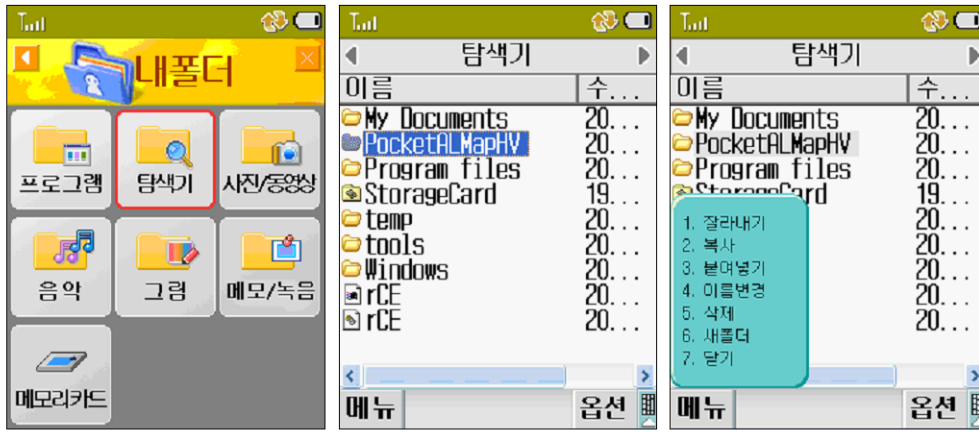 내폴더
프로그램
탐색기
사진/동영상
음악
그림
메모/녹음
메모리카드
탐색기
이름 수...
My Documents 20...
PocketALMapHV 20...
Program files 20...
StorageCard 19...
temp 20...
tools 20...
Windows 20...
rCE 20...
rCE 20...
메뉴 옵션
탐색기
이름 수...
My Documents 20...
PocketALMapHV 20...
Program files 20...
StorageCard 19...
20...
20...
20...
20...
20...
1. 잘라내기
2. 복사
3. 붙여넣기
4. 이름변경
5. 삭제
6. 새폴더
7. 닫기
메뉴 옵션